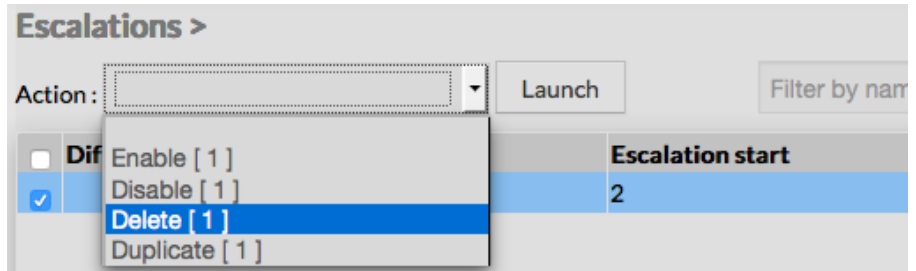 Escalations >
Action : Launch Filter by nam
Dif Escalation start
Enable [ 1 ]
Disable [ 1 ] 2
Delete [ 1 ]
Duplicate [ 1 ]